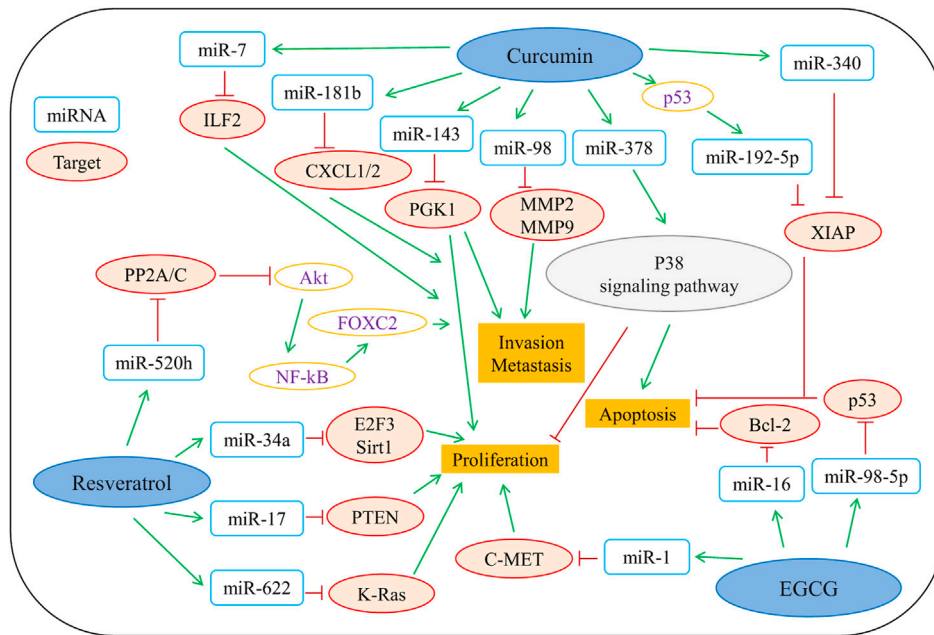 miR-7
Curcumin
miR-340
miRNA
miR-181b
p53
ILF2
miR-143
miR-98
miR-378
miR-192-5p
Target
CXCL1/2
PGK1
MMP2
MMP9
XIAP
PP2A/C
Akt
P38
signaling pathway
FOXC2
Invasion
Metastasis
miR-520h
NF-kB
Apoptosis
p53
Bcl-2
miR-34a
E2F3
Sirt1
Proliferation
Resveratrol
miR-16
miR-98-5p
miR-17
PTEN
C-MET
miR-1
miR-622
K-Ras
EGCG